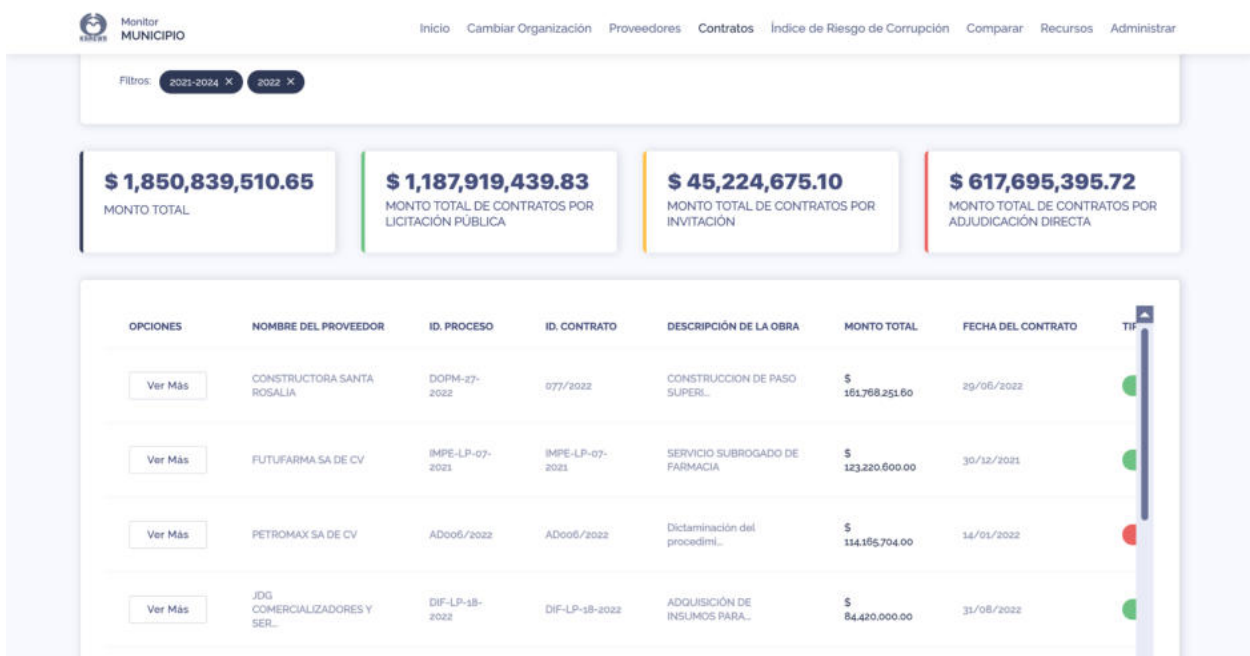 Monitor
MUNICIPIO
Inicio Cambiar Organización Proveedores Contratos Índice de Riesgo de Corrupción Comparar Recursos Administrar
Filtros: 2021-2024 × 2022 ×
$ 1,850,839,510.65
MONTO TOTAL
$ 1,187,919,439.83
MONTO TOTAL DE CONTRATOS POR
LICITACIÓN PÚBLICA
$ 45,224,675.10
MONTO TOTAL DE CONTRATOS POR
INVITACIÓN
$ 617,695,395.72
MONTO TOTAL DE CONTRATOS POR
ADJUDICACIÓN DIRECTA
OPCIONES NOMBRE DEL PROVEEDOR ID. PROCESO ID. CONTRATO DESCRIPCIÓN DE LA OBRA MONTO TOTAL FECHA DEL CONTRATO
Ver Más
CONSTRUCTORA SANTA
ROSALIA
DOPM-27-
2022
077/2022
CONSTRUCCION DE PASO
SUPERI...
$
161,768,251.60
29/06/2022
Ver Más
FUTUFARMA SA DE CV
IMPE-LP-07-
2021
IMPE-LP-07-
2021
SERVICIO SUBROGADO DE
FARMACIA
$
123,220,600.00
30/12/2021
Ver Más
PETROMAX SA DE CV
AD006/2022
AD006/2022
Dictaminación del
procedimi...
$
114,165,704.00
14/01/2022
Ver Más
JDG
COMERCIALIZADORES Y
SER...
DIF-LP-18-
2022
DIF-LP-18-2022
ADQUISICIÓN DE
INSUMOS PARA...
$
84,420,000.00
31/08/2022